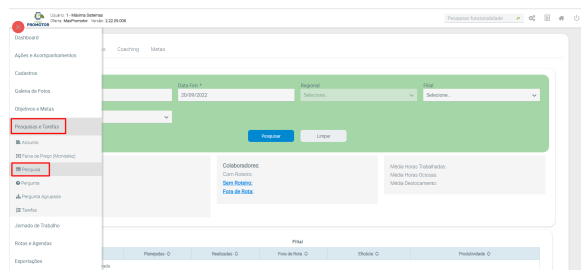 Usuário: 1 - Máxima Sistemas
Cliente: MaxPromotor Versão: 2.22.09.006
PROMOTOR
Pesquisar funcionalidade
Dashboard
Ações e Acompanhamentos
Coaching Metas
Cadastros
Galeria de Fotos
Data Fim * Regional Filial
20/09/2022 Selecione... Selecione...
Objetivos e Metas
Pesquisas e Tarefas
Pesquisar Limpar
Assunto
Faixa de Preço (Monitelaj)
Pesquisa
Pergunta
Pergunta Agrupada
Tarefas
Colaboradores:
Com Roteiro:
Sem Roteiro:
Fora de Rota:
Média Horas Trabalhadas:
Média Horas Ociosas:
Média Deslocamento:
Jornada de Trabalho
Rotas e Agendas
Filial
Planejadas Realizadas Fora de Rota Eficácia Produtividade
Exportações